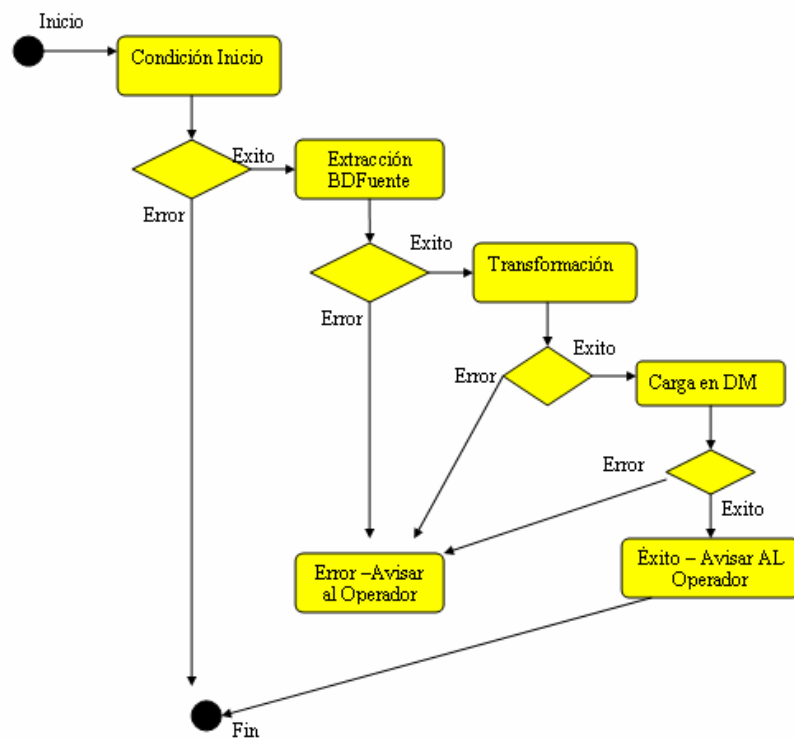 Inicio
Condición Inicio
Exito
Error
Extracción
BDFuente
Exito
Error
Transformación
Exito
Error
Carga en DM
Error
Exito
Error –Avisar
al Operador
Éxito – Avisar AL
Operador
Fin